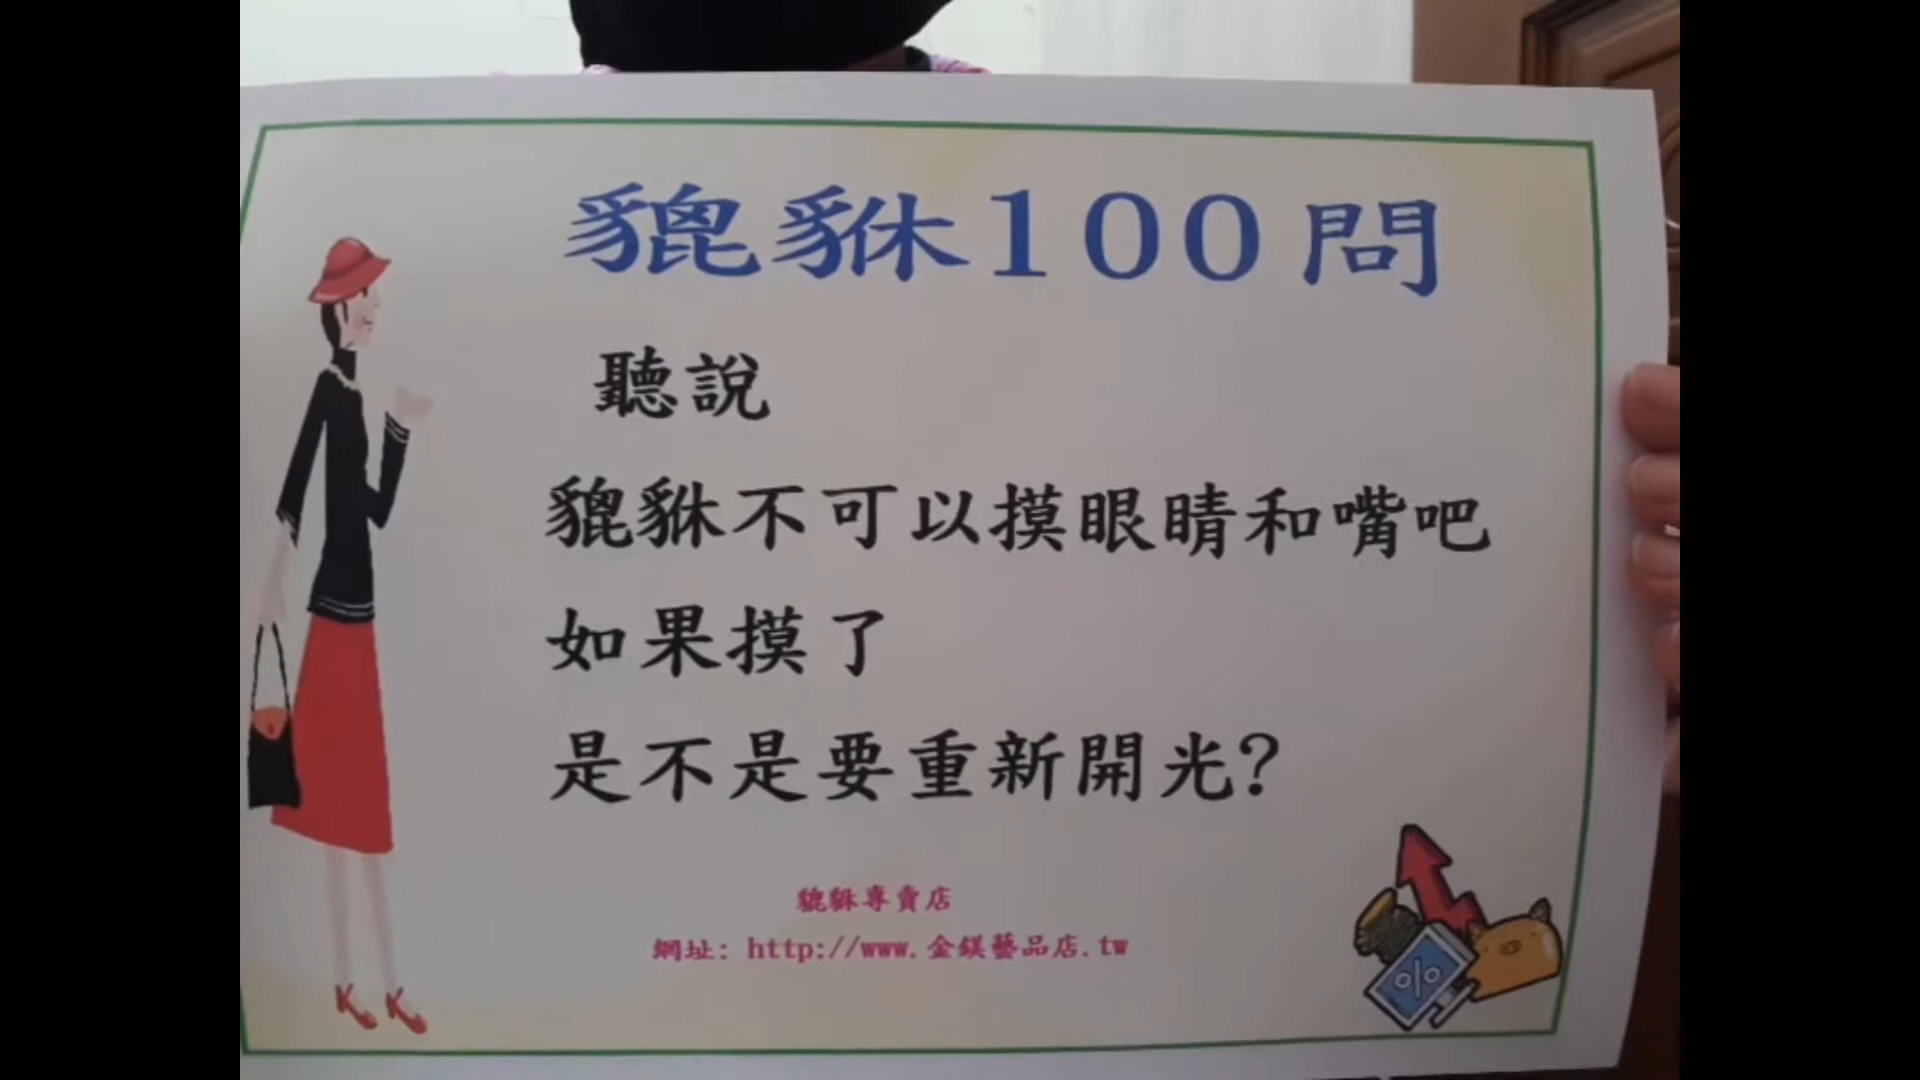 貔貅100問
聽說
貔貅不可以摸眼睛和嘴吧
如果摸了
是不是要重新開光?
貔貅專賣店
網址: http://www.金鎂藝品店.tw
%